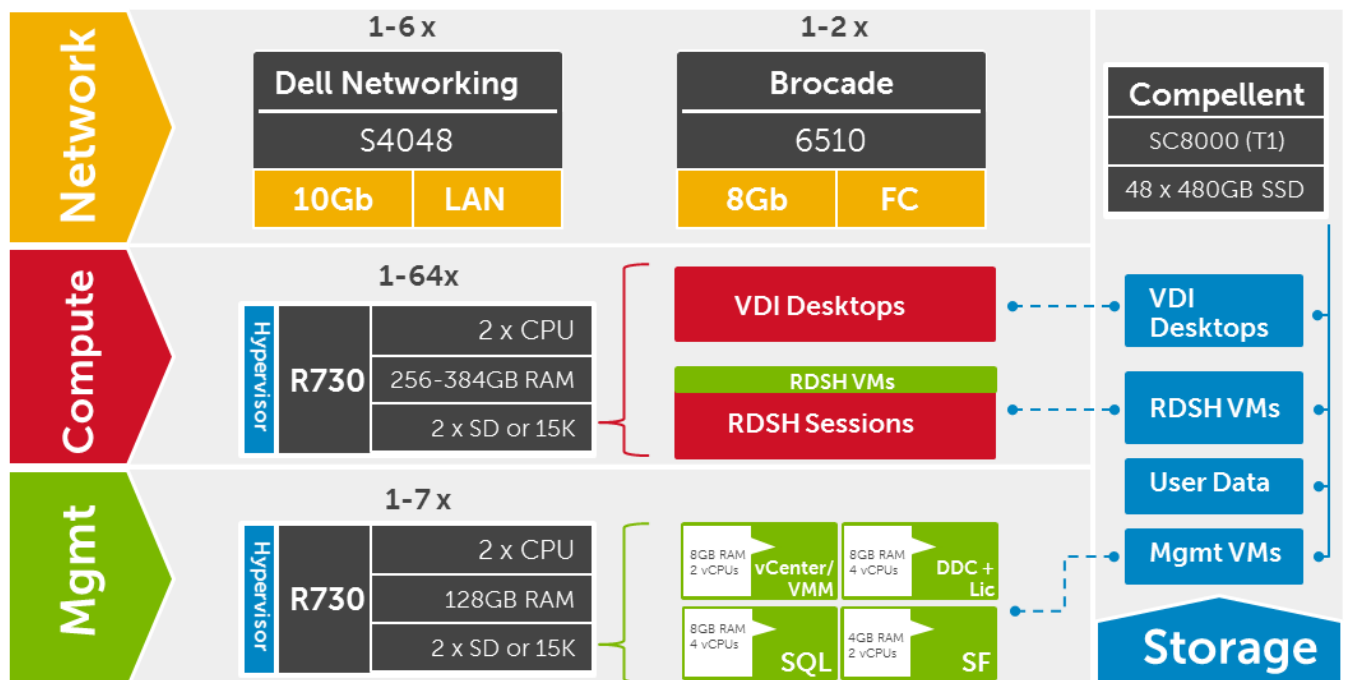 Network
1-6 x
Dell Networking
S4048
10Gb
LAN
1-2 x
Brocade
6510
8Gb
FC
Compellent
SC8000 (T1)
48 x 480GB SSD
Compute
1-64x
Hypervisor
R730
2 x CPU
256-384GB RAM
2 x SD or 15K
VDI Desktops
RDSH VMs
RDSH Sessions
VDI
Desktops
RDSH VMs
User Data
Mgmt VMs
Storage
Mgmt
1-7 x
Hypervisor
R730
2 x CPU
128GB RAM
2 x SD or 15K
8GB RAM
2 vCPUs
vCenter/
VMM
8GB RAM
4 vCPUs
DDC +
Lic
8GB RAM
4 vCPUs
SQL
4GB RAM
2 vCPUs
SF